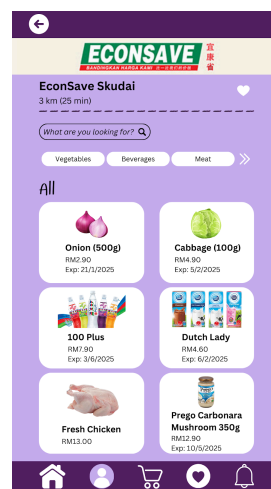 ECONSAVE
BANDINGKAN HARGA KAMI
宜康省
EconSave Skudai
3 km (25 min)
What are you looking for?
Vegetables Beverages Meat
All
Onion (500g)
RM2.90
Exp: 21/1/2025
Cabbage (100g)
RM4.90
Exp: 5/2/2025
100 Plus
RM7.90
Exp: 3/6/2025
Dutch Lady
RM4.60
Exp: 6/2/2025
Fresh Chicken
RM13.00
Prego Carbonara
Mushroom 350g
RM12.90
Exp: 10/5/2025